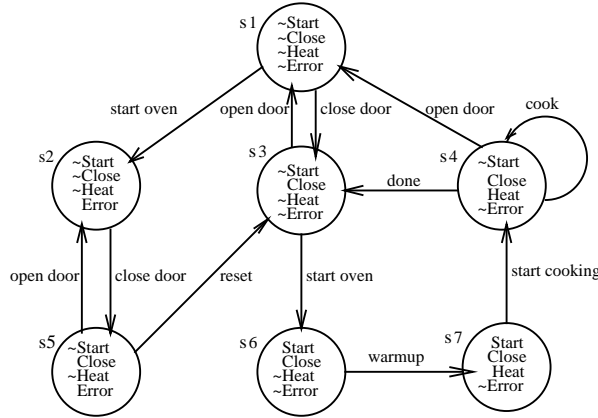 s1
~Start
~Close
~Heat
~Error
start oven
open door
close door
open door
cook
s2
~Start
~Close
~Heat
Error
s3
~Start
Close
~Heat
~Error
done
s4
~Start
Close
Heat
~Error
open door
close door
reset
start oven
start cooking
s5
~Start
Close
~Heat
Error
s6
Start
Close
~Heat
~Error
warmup
s7
Start
Close
Heat
~Error